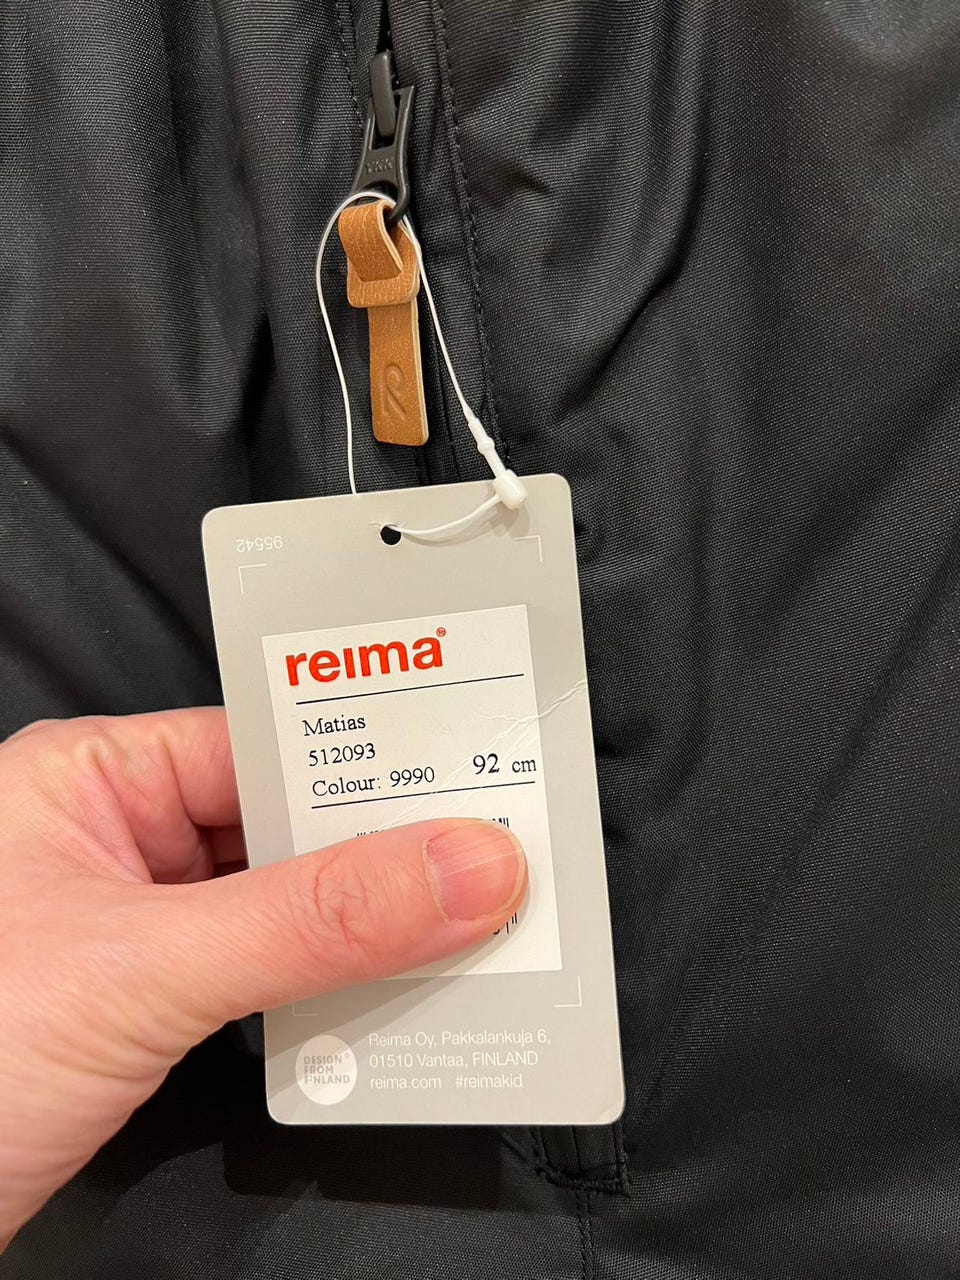 YKK
95542
reima®
Matias
512093
Colour: 9990 92 cm
Reima Oy, Pakkalankuja 6,
01510 Vantaa, FINLAND
reima.com #reimakid
DESIGN
FROM
FINLAND